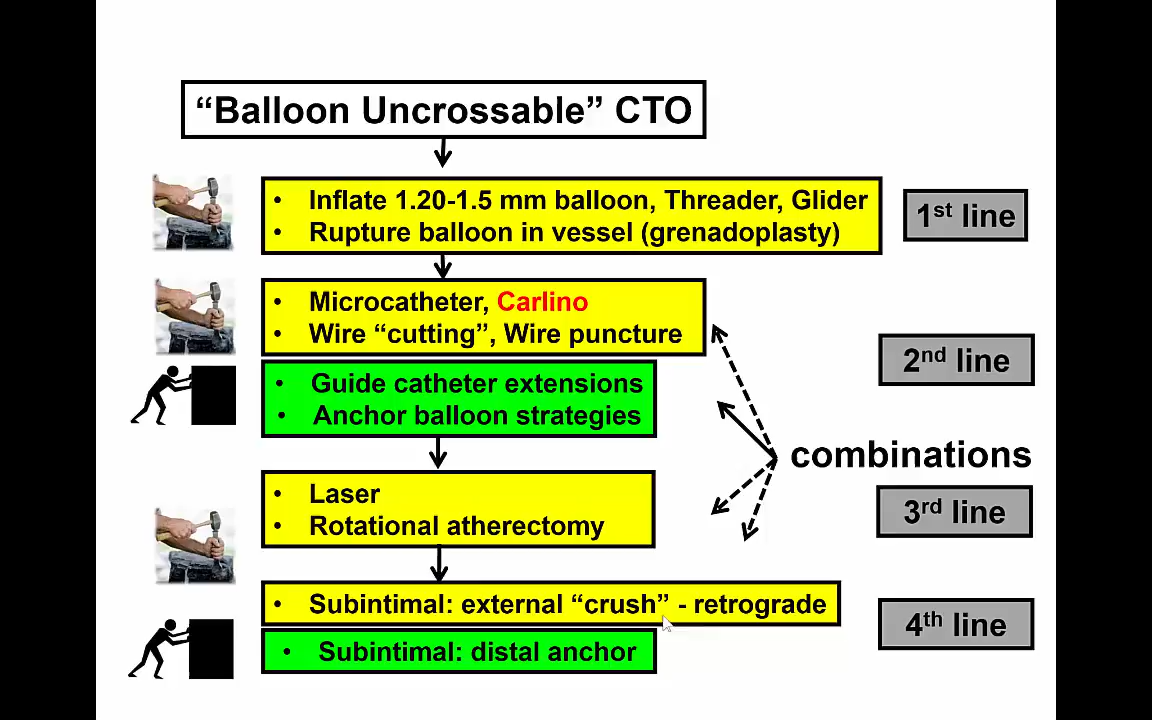 “Balloon Uncrossable” CTO
• Inflate 1.20-1.5 mm balloon, Threader, Glider
• Rupture balloon in vessel (grenadoplasty)
1st line
• Microcatheter, Carlino
• Wire “cutting”, Wire puncture
2nd line
• Guide catheter extensions
• Anchor balloon strategies
combinations
• Laser
• Rotational atherectomy
3rd line
• Subintimal: external “crush” - retrograde
4th line
• Subintimal: distal anchor